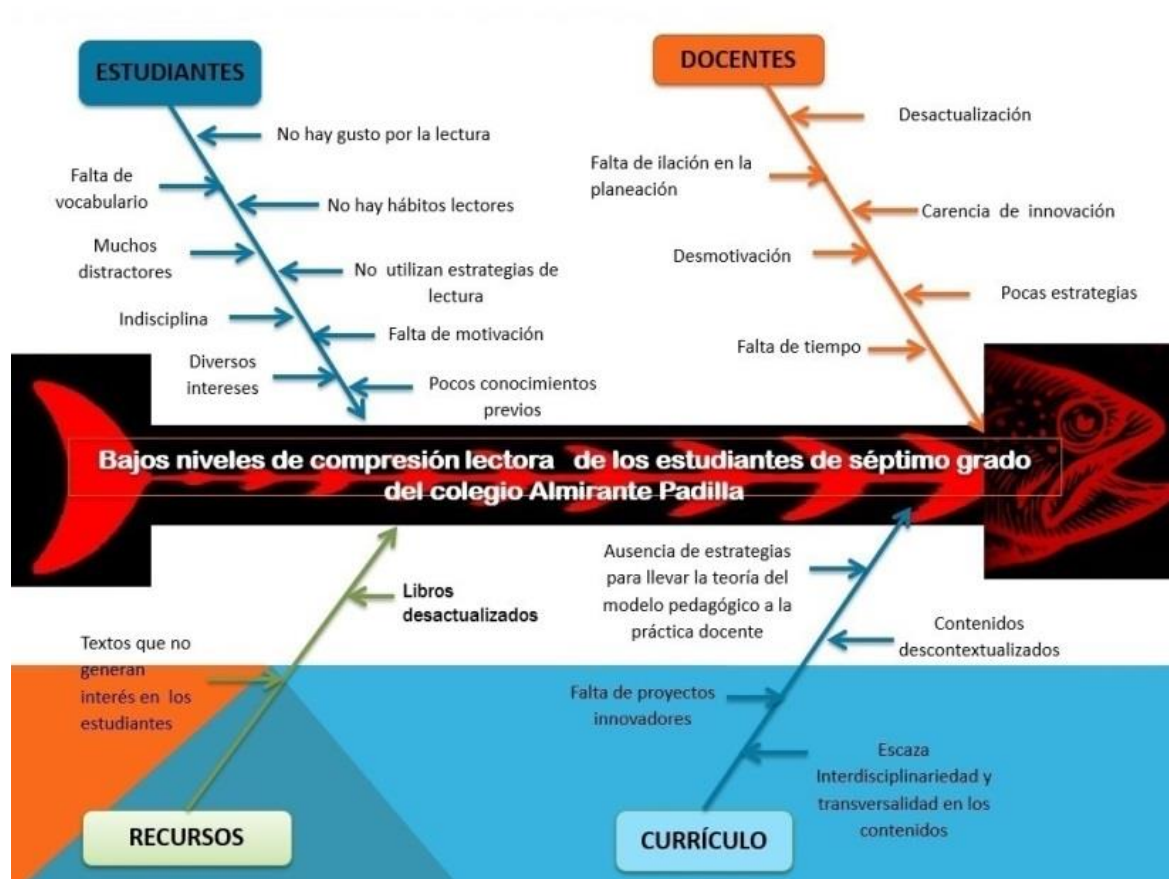 ESTUDIANTES
No hay gusto por la lectura
Falta de
vocabulario
No hay hábitos lectores
Muchos
distractores
No utilizan estrategias de
lectura
Indisciplina
Falta de motivación
Diversos
intereses
Pocos conocimientos
previos
DOCENTES
Desactualización
Falta de ilación en la
planeación
Carencia de innovación
Desmotivación
Pocas estrategias
Falta de tiempo
Bajos niveles de compresión lectora de los estudiantes de séptimo grado
del colegio Almirante Padilla
Libros
desactualizados
Textos que no
generan
interés en los
estudiantes
RECURSOS
Ausencia de estrategias
para llevar la teoría del
modelo pedagógico a la
práctica docente
Contenidos
descontextualizados
Falta de proyectos
innovadores
Escaza
Interdisciplinariedad y
transversalidad en los
contenidos
CURRÍCULO